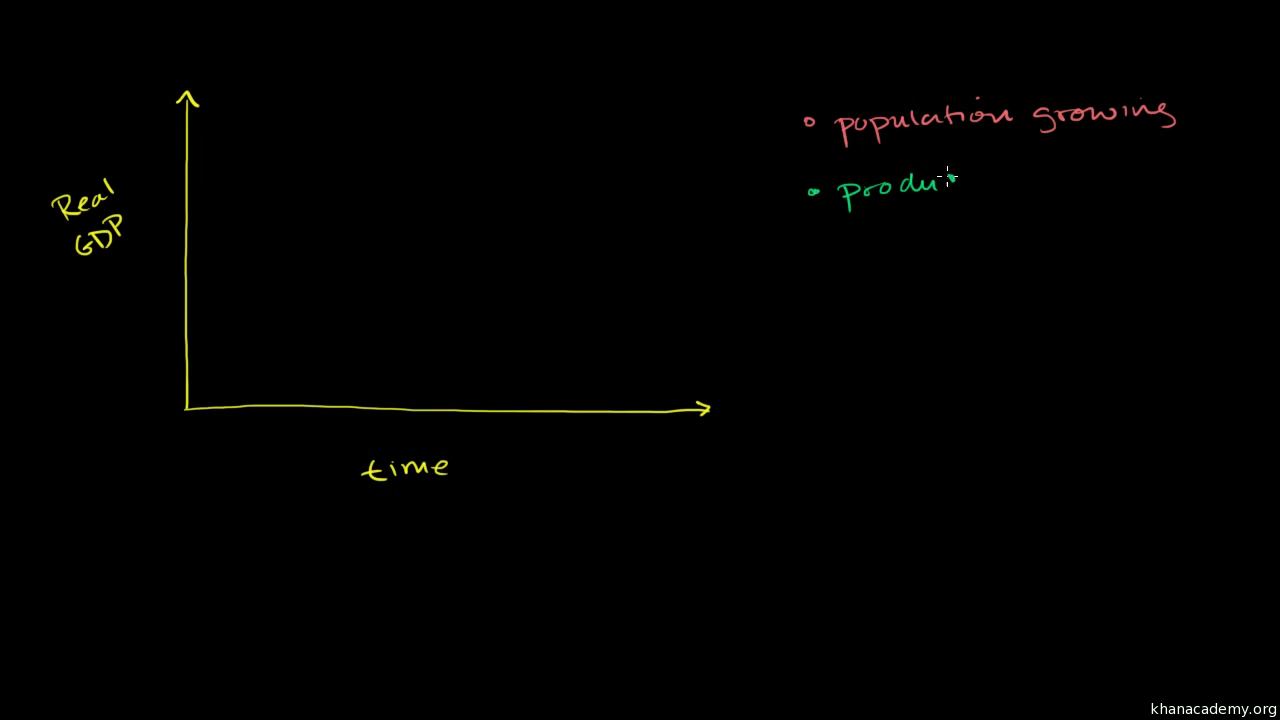 Real
GDP
time
• population growing
• produ
khanacademy.org